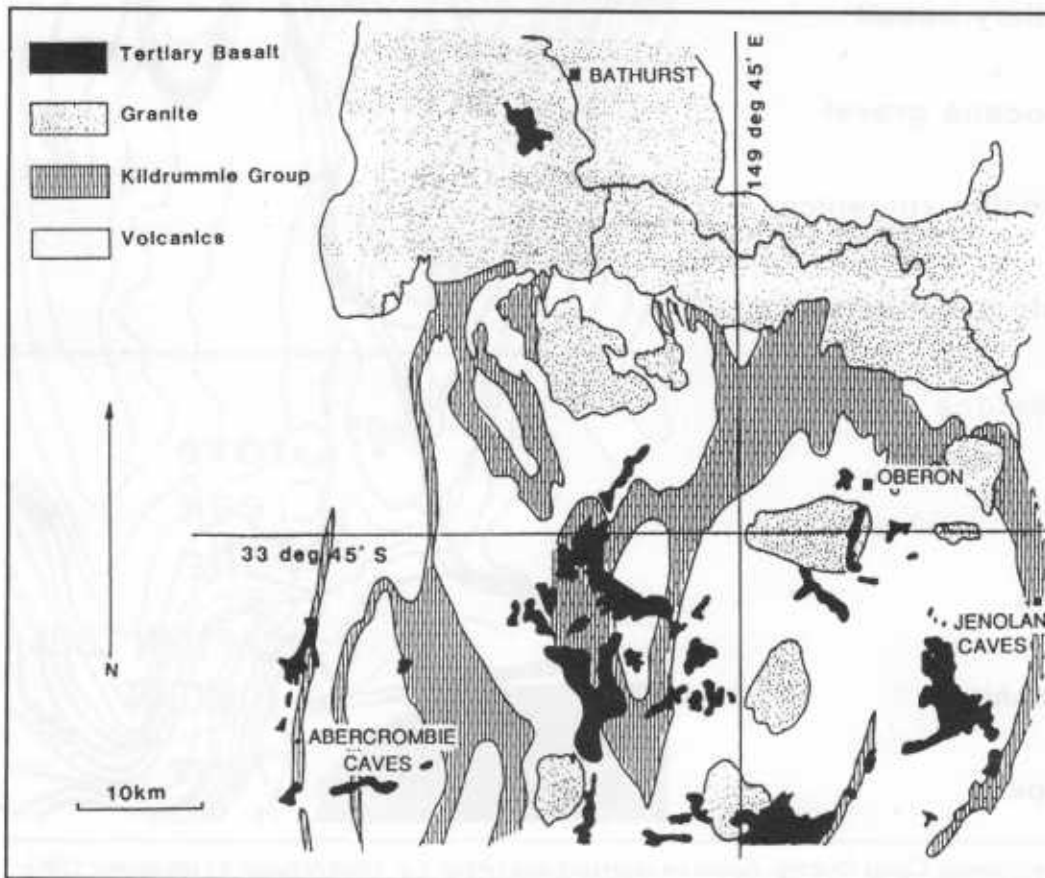 Tertiary Basalt
Granite
Kildrummie Group
Volcanics
BATHURST
149 deg 45' E
OBERON
33 deg 45' S
JENOLAN
CAVES
N
ABERCROMBIE
CAVES
10km